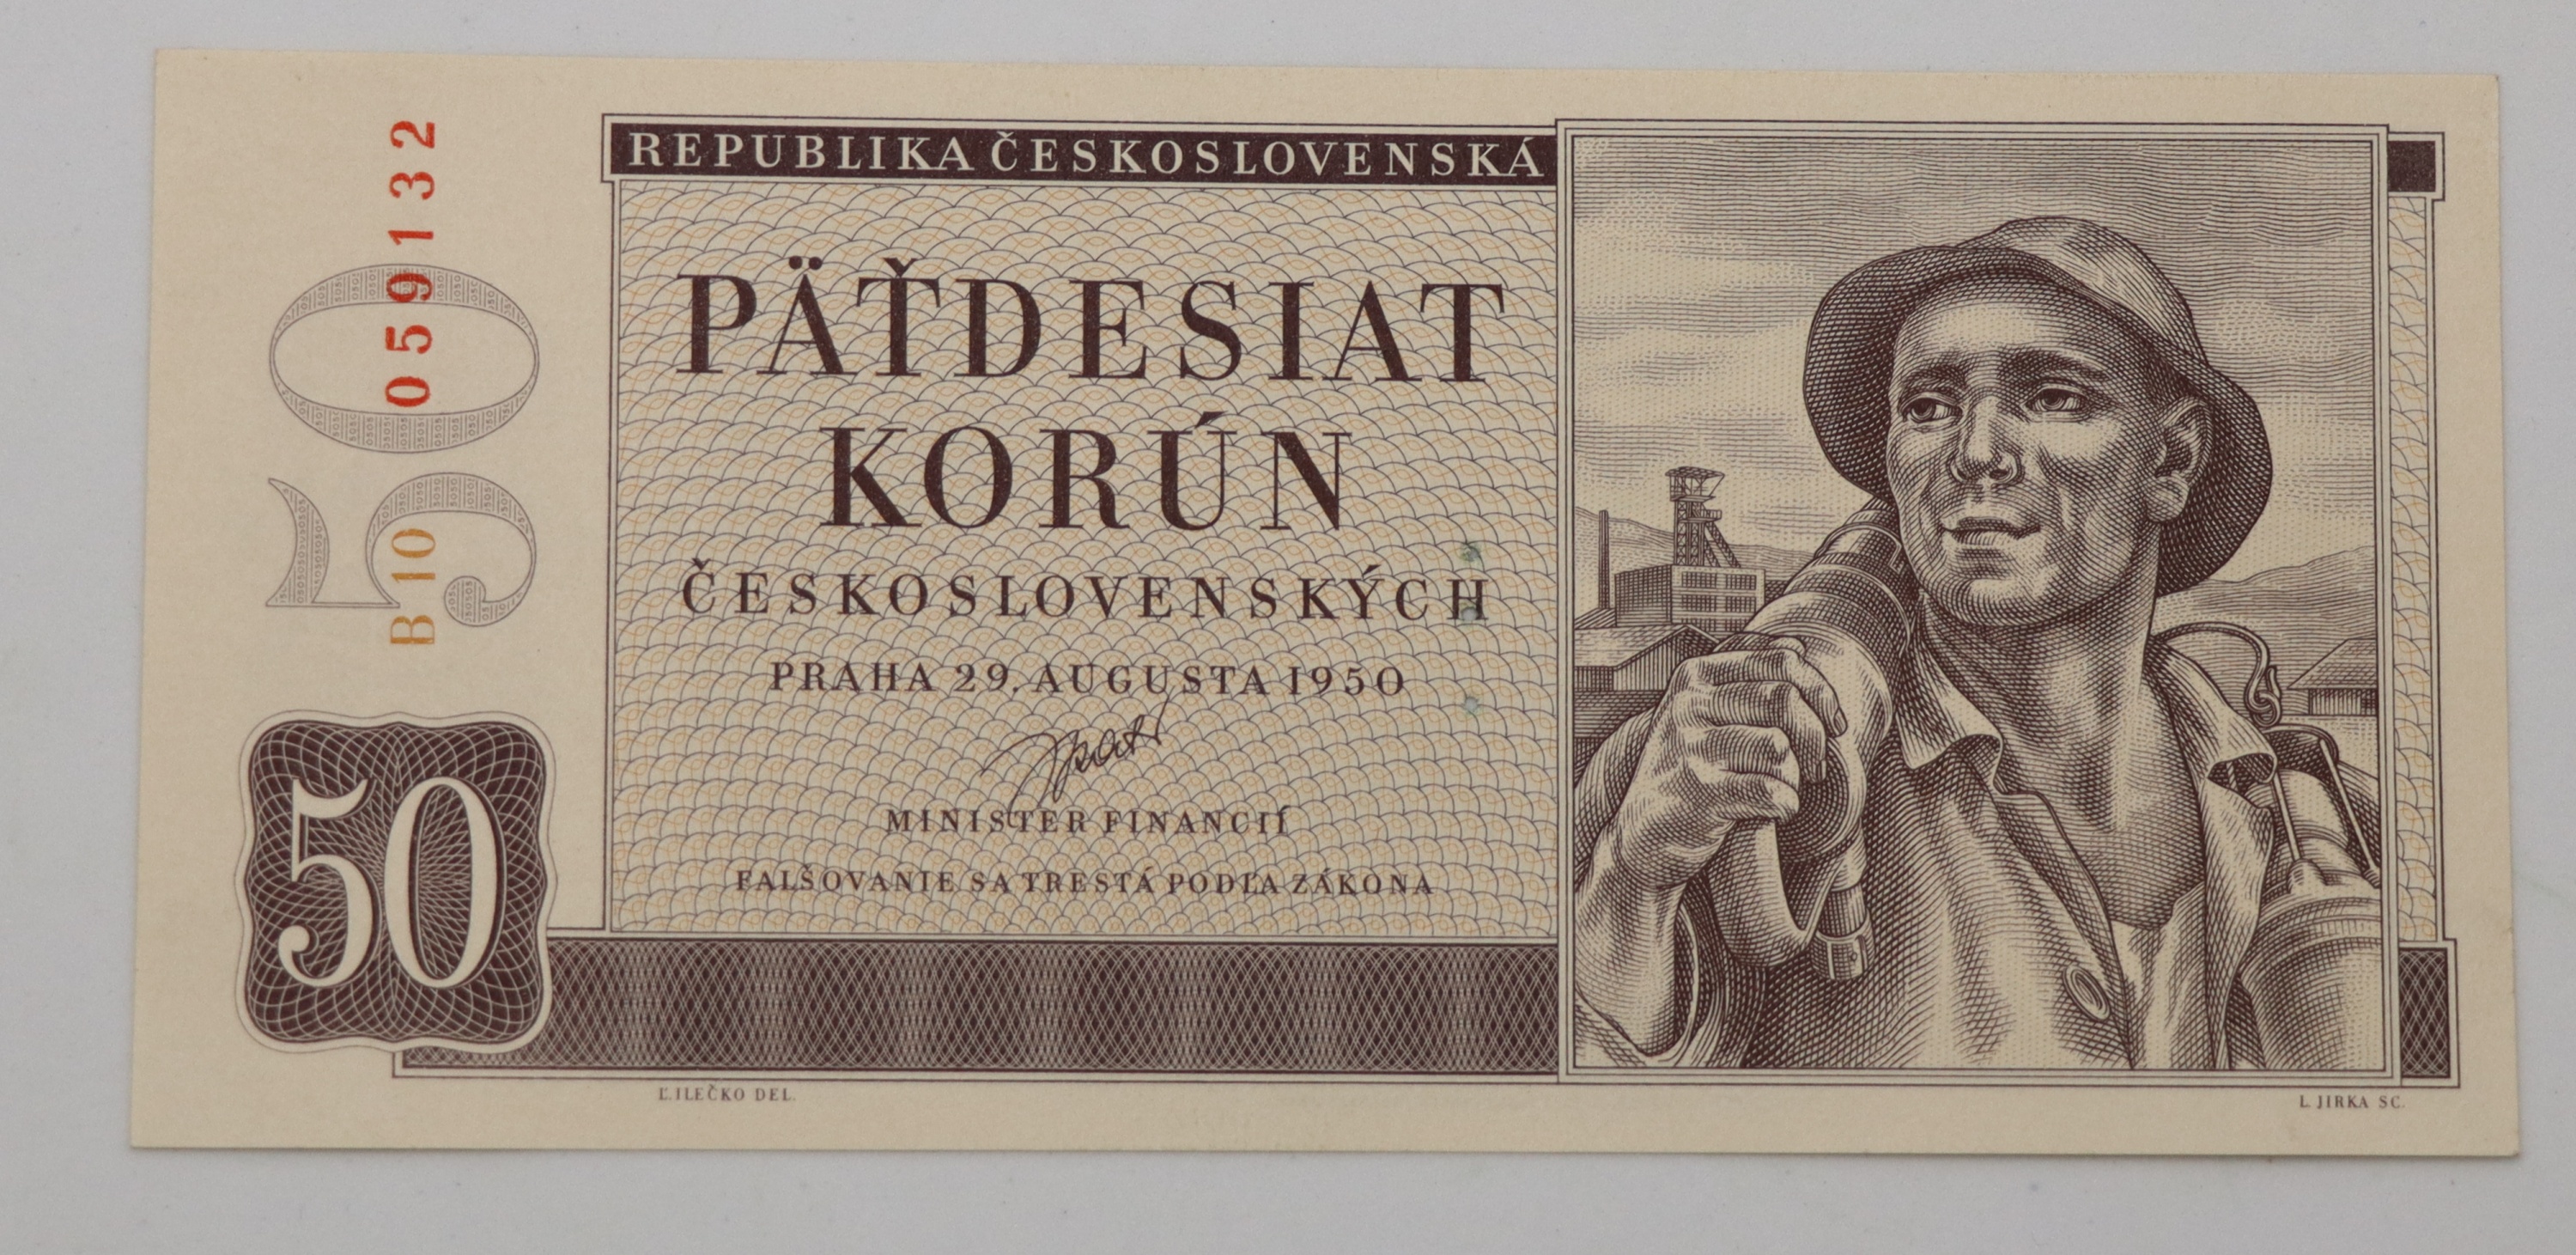 REPUBLIKA ČESKOSLOVENSKÁ
PÄŤDESIAT
KORÚN
ČESKOSLOVENSKÝCH
PRAHA 29. AUGUSTA 1950
MINISTER FINANCIÍ
FALŠOVANIE SA TRESTÁ PODĽA ZÁKONA
B 10 059132
50
50
Ľ. ILEČKO DEL.
L. JIRKA SC.